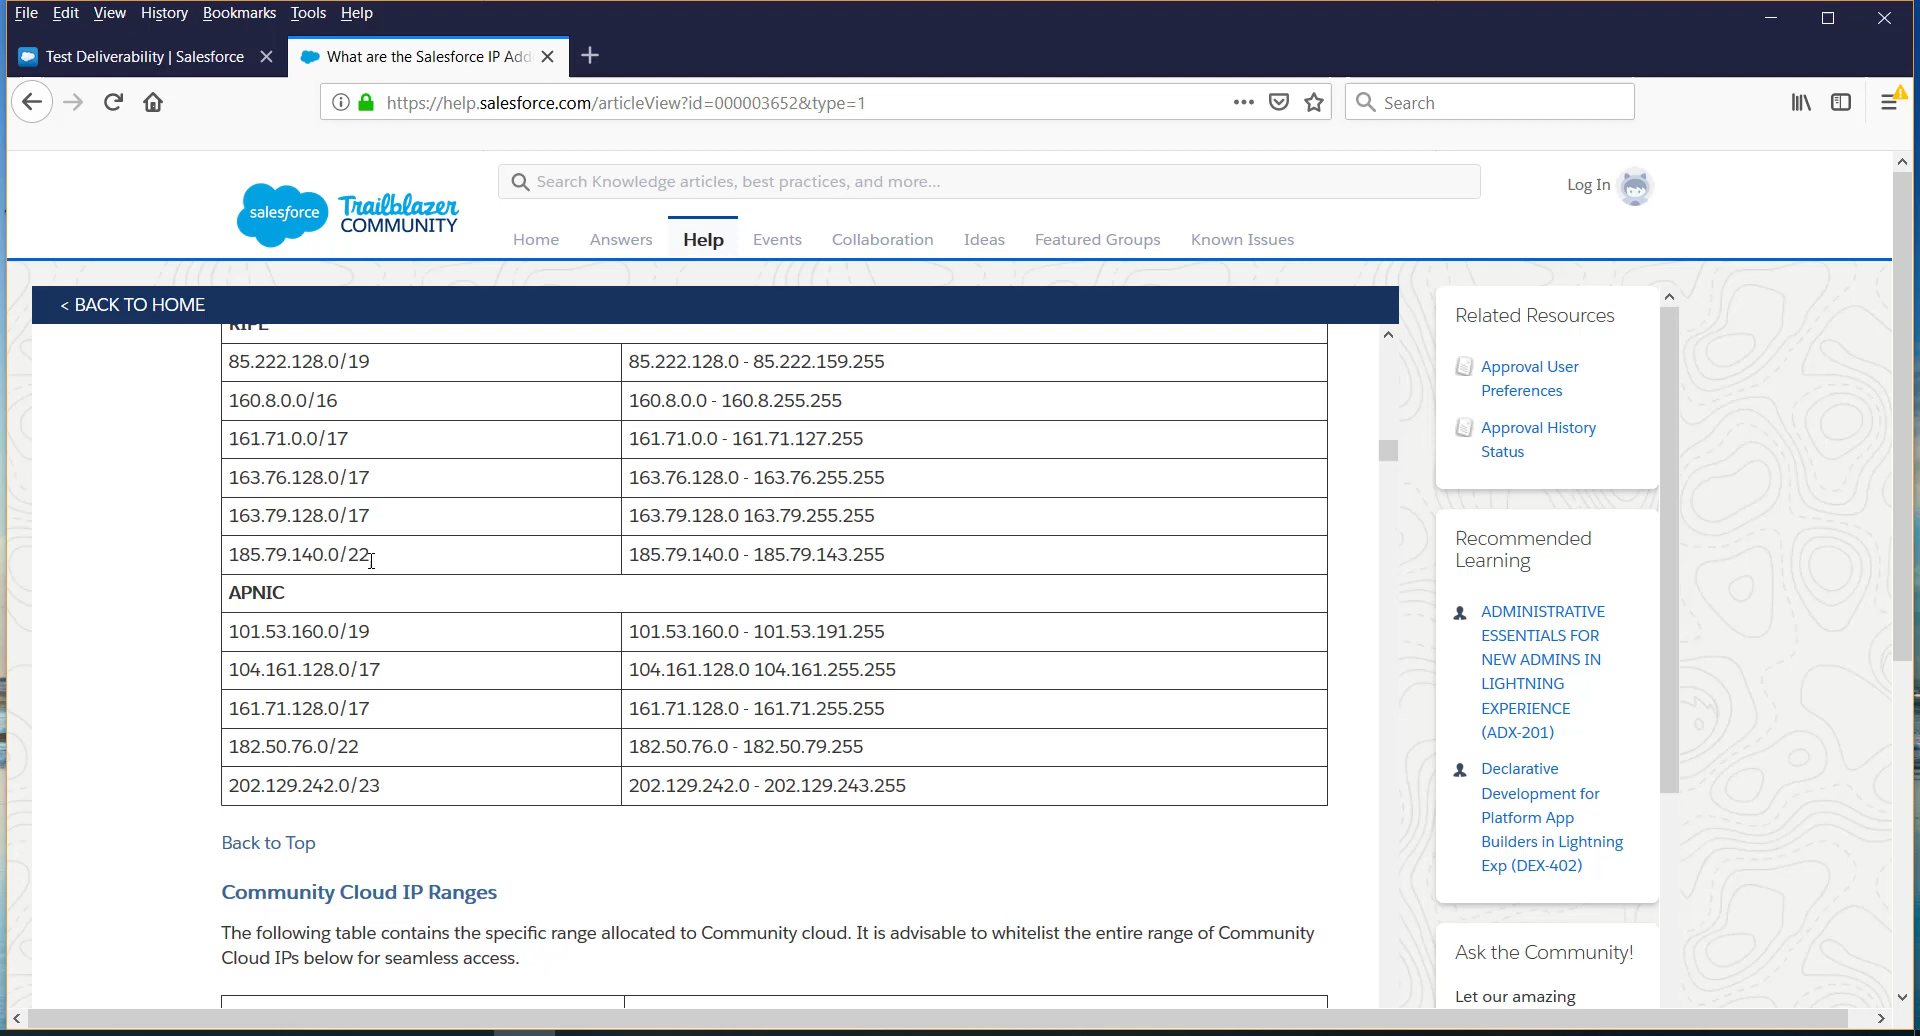 File Edit View History Bookmarks Tools Help
Test Deliverability | Salesforce
What are the Salesforce IP Add
https://help.salesforce.com/articleView?id=000003652&type=1
Search
salesforce
Trailblazer
COMMUNITY
Search Knowledge articles, best practices, and more...
Log In
Home Answers Help Events Collaboration Ideas Featured Groups Known Issues
< BACK TO HOME
RIPE
85.222.128.0/19 85.222.128.0 - 85.222.159.255
160.8.0.0/16 160.8.0.0 - 160.8.255.255
161.71.0.0/17 161.71.0.0 - 161.71.127.255
163.76.128.0/17 163.76.128.0 - 163.76.255.255
163.79.128.0/17 163.79.128.0 163.79.255.255
185.79.140.0/22 185.79.140.0 - 185.79.143.255
APNIC
101.53.160.0/19 101.53.160.0 - 101.53.191.255
104.161.128.0/17 104.161.128.0 104.161.255.255
161.71.128.0/17 161.71.128.0 - 161.71.255.255
182.50.76.0/22 182.50.76.0 - 182.50.79.255
202.129.242.0/23 202.129.242.0 - 202.129.243.255
Back to Top
Community Cloud IP Ranges
The following table contains the specific range allocated to Community cloud. It is advisable to whitelist the entire range of Community
Cloud IPs below for seamless access.
Related Resources
Approval User
Preferences
Approval History
Status
Recommended
Learning
ADMINISTRATIVE
ESSENTIALS FOR
NEW ADMINS IN
LIGHTNING
EXPERIENCE
(ADX-201)
Declarative
Development for
Platform App
Builders in Lightning
Exp (DEX-402)
Ask the Community!
Let our amazing